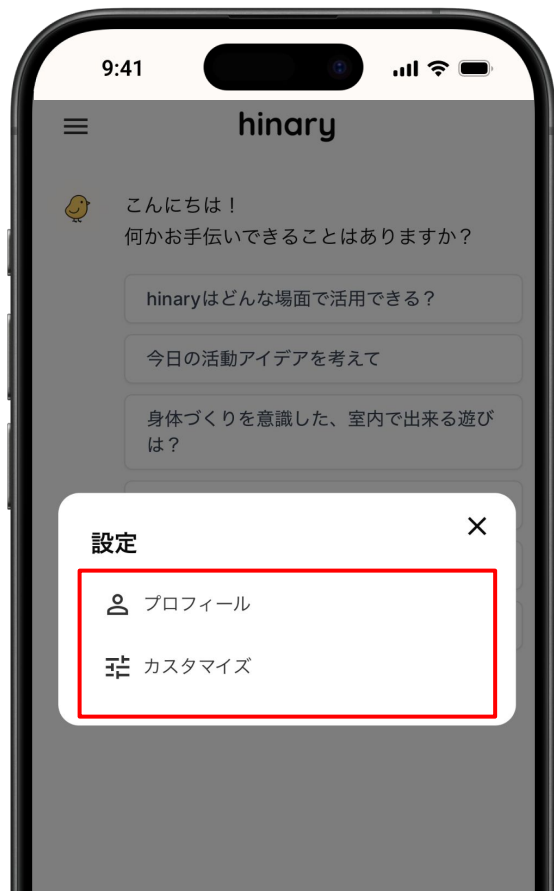 9:41
hinary
こんにちは！
何かお手伝いできることはありますか？
hinaryはどんな場面で活用できる？
今日の活動アイデアを考えて
身体づくりを意識した、室内で出来る遊び
は？
設定
プロフィール
カスタマイズ